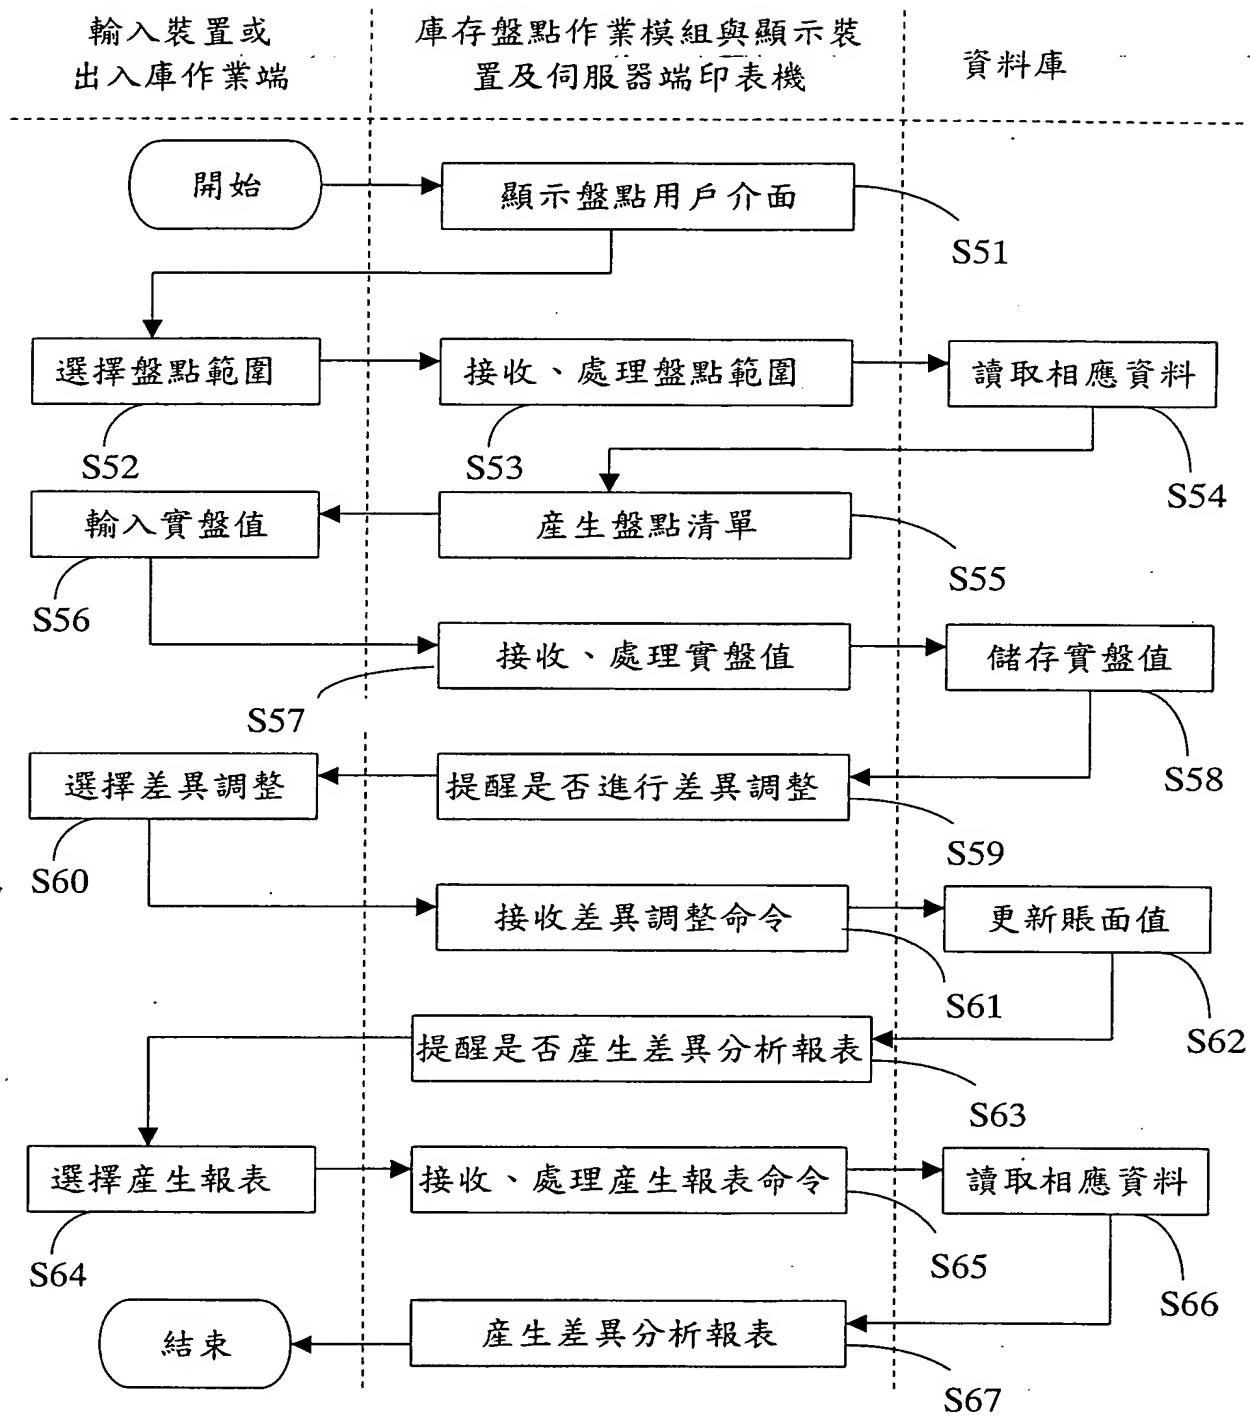 輸入裝置或
出入庫作業端
庫存盤點作業模組與顯示裝
置及伺服器端印表機
資料庫
開始
顯示盤點用戶介面
S51
選擇盤點範圍
接收、處理盤點範圍
讀取相應資料
S52
S53
S54
輸入實盤值
産生盤點清單
S55
S56
接收、處理實盤值
儲存實盤值
S57
S58
選擇差異調整
提醒是否進行差異調整
S59
S60
接收差異調整命令
更新賬面值
S61
S62
提醒是否産生差異分析報表
S63
選擇産生報表
接收、處理産生報表命令
讀取相應資料
S64
S65
S66
結束
産生差異分析報表
S67